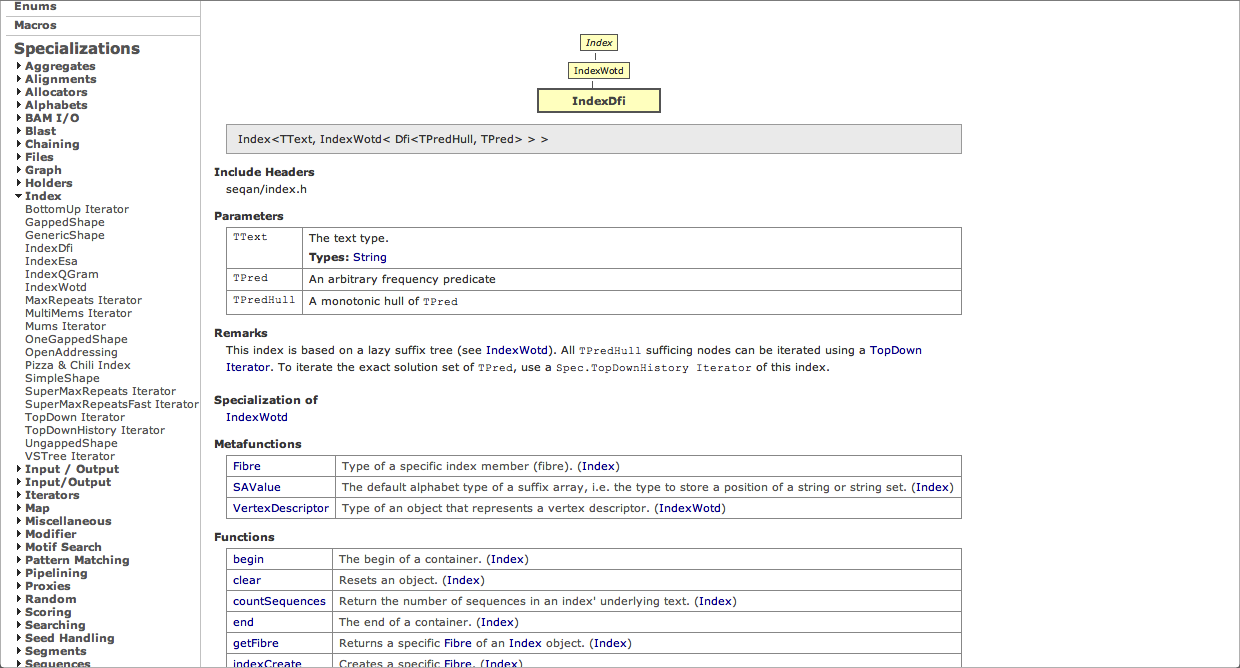 Enums
Macros
Specializations
Aggregates
Alignments
Allocators
Alphabets
BAM I/O
Blast
Chaining
Files
Graph
Holders
Index
BottomUp Iterator
GappedShape
GenericShape
IndexDfi
IndexEsa
IndexQGram
IndexWotd
MaxRepeats Iterator
MultiMems Iterator
Mums Iterator
OneGappedShape
OpenAddressing
Pizza & Chili Index
SimpleShape
SuperMaxRepeats Iterator
SuperMaxRepeatsFast Iterator
TopDown Iterator
TopDownHistory Iterator
UngappedShape
VSTree Iterator
Input / Output
Input/Output
Iterators
Map
Miscellaneous
Modifier
Motif Search
Pattern Matching
Pipelining
Proxies
Random
Scoring
Searching
Seed Handling
Segments
Sequences
Index
IndexWotd
IndexDfi
Index<TText, IndexWotd< Dfi<TPredHull, TPred> > >
Include Headers
seqan/index.h
Parameters
TText The text type.
Types: String
TPred An arbitrary frequency predicate
TPredHull A monotonic hull of TPred
Remarks
This index is based on a lazy suffix tree (see IndexWotd). All TPredHull sufficing nodes can be iterated using a TopDown
Iterator. To iterate the exact solution set of TPred, use a Spec.TopDownHistory Iterator of this index.
Specialization of
IndexWotd
Metafunctions
Fibre Type of a specific index member (fibre). (Index)
SAValue The default alphabet type of a suffix array, i.e. the type to store a position of a string or string set. (Index)
VertexDescriptor Type of an object that represents a vertex descriptor. (IndexWotd)
Functions
begin The begin of a container. (Index)
clear Resets an object. (Index)
countSequences Return the number of sequences in an index' underlying text. (Index)
end The end of a container. (Index)
getFibre Returns a specific Fibre of an Index object. (Index)
indexCreate Creates a specific Fibre. (Index)